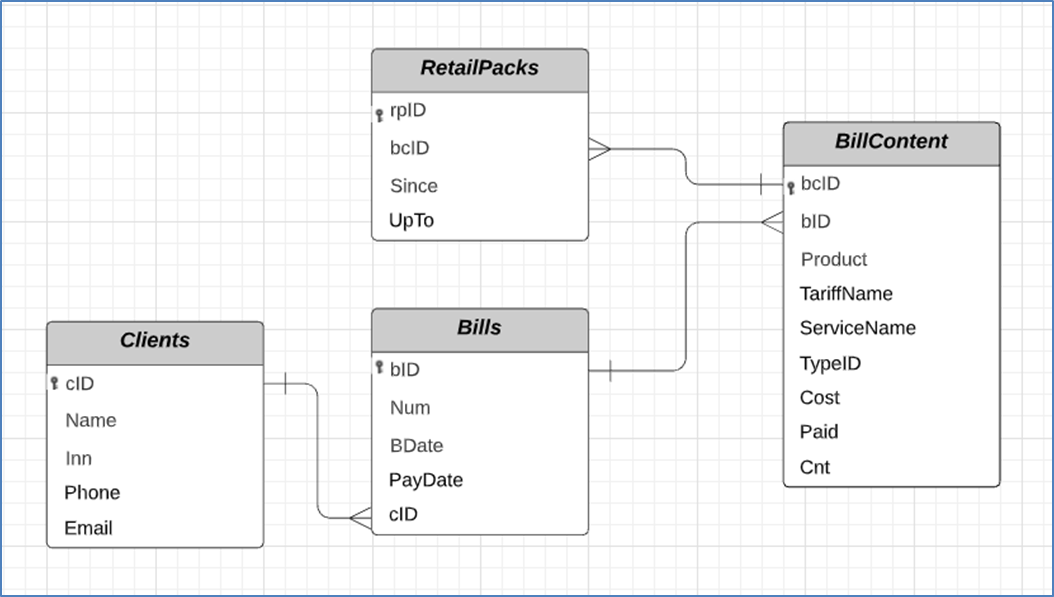 RetailPacks
rpID
bcID
Since
UpTo
BillContent
bcID
bID
Product
TariffName
ServiceName
TypeID
Cost
Paid
Cnt
Clients
cID
Name
Inn
Phone
Email
Bills
bID
Num
BDate
PayDate
cID